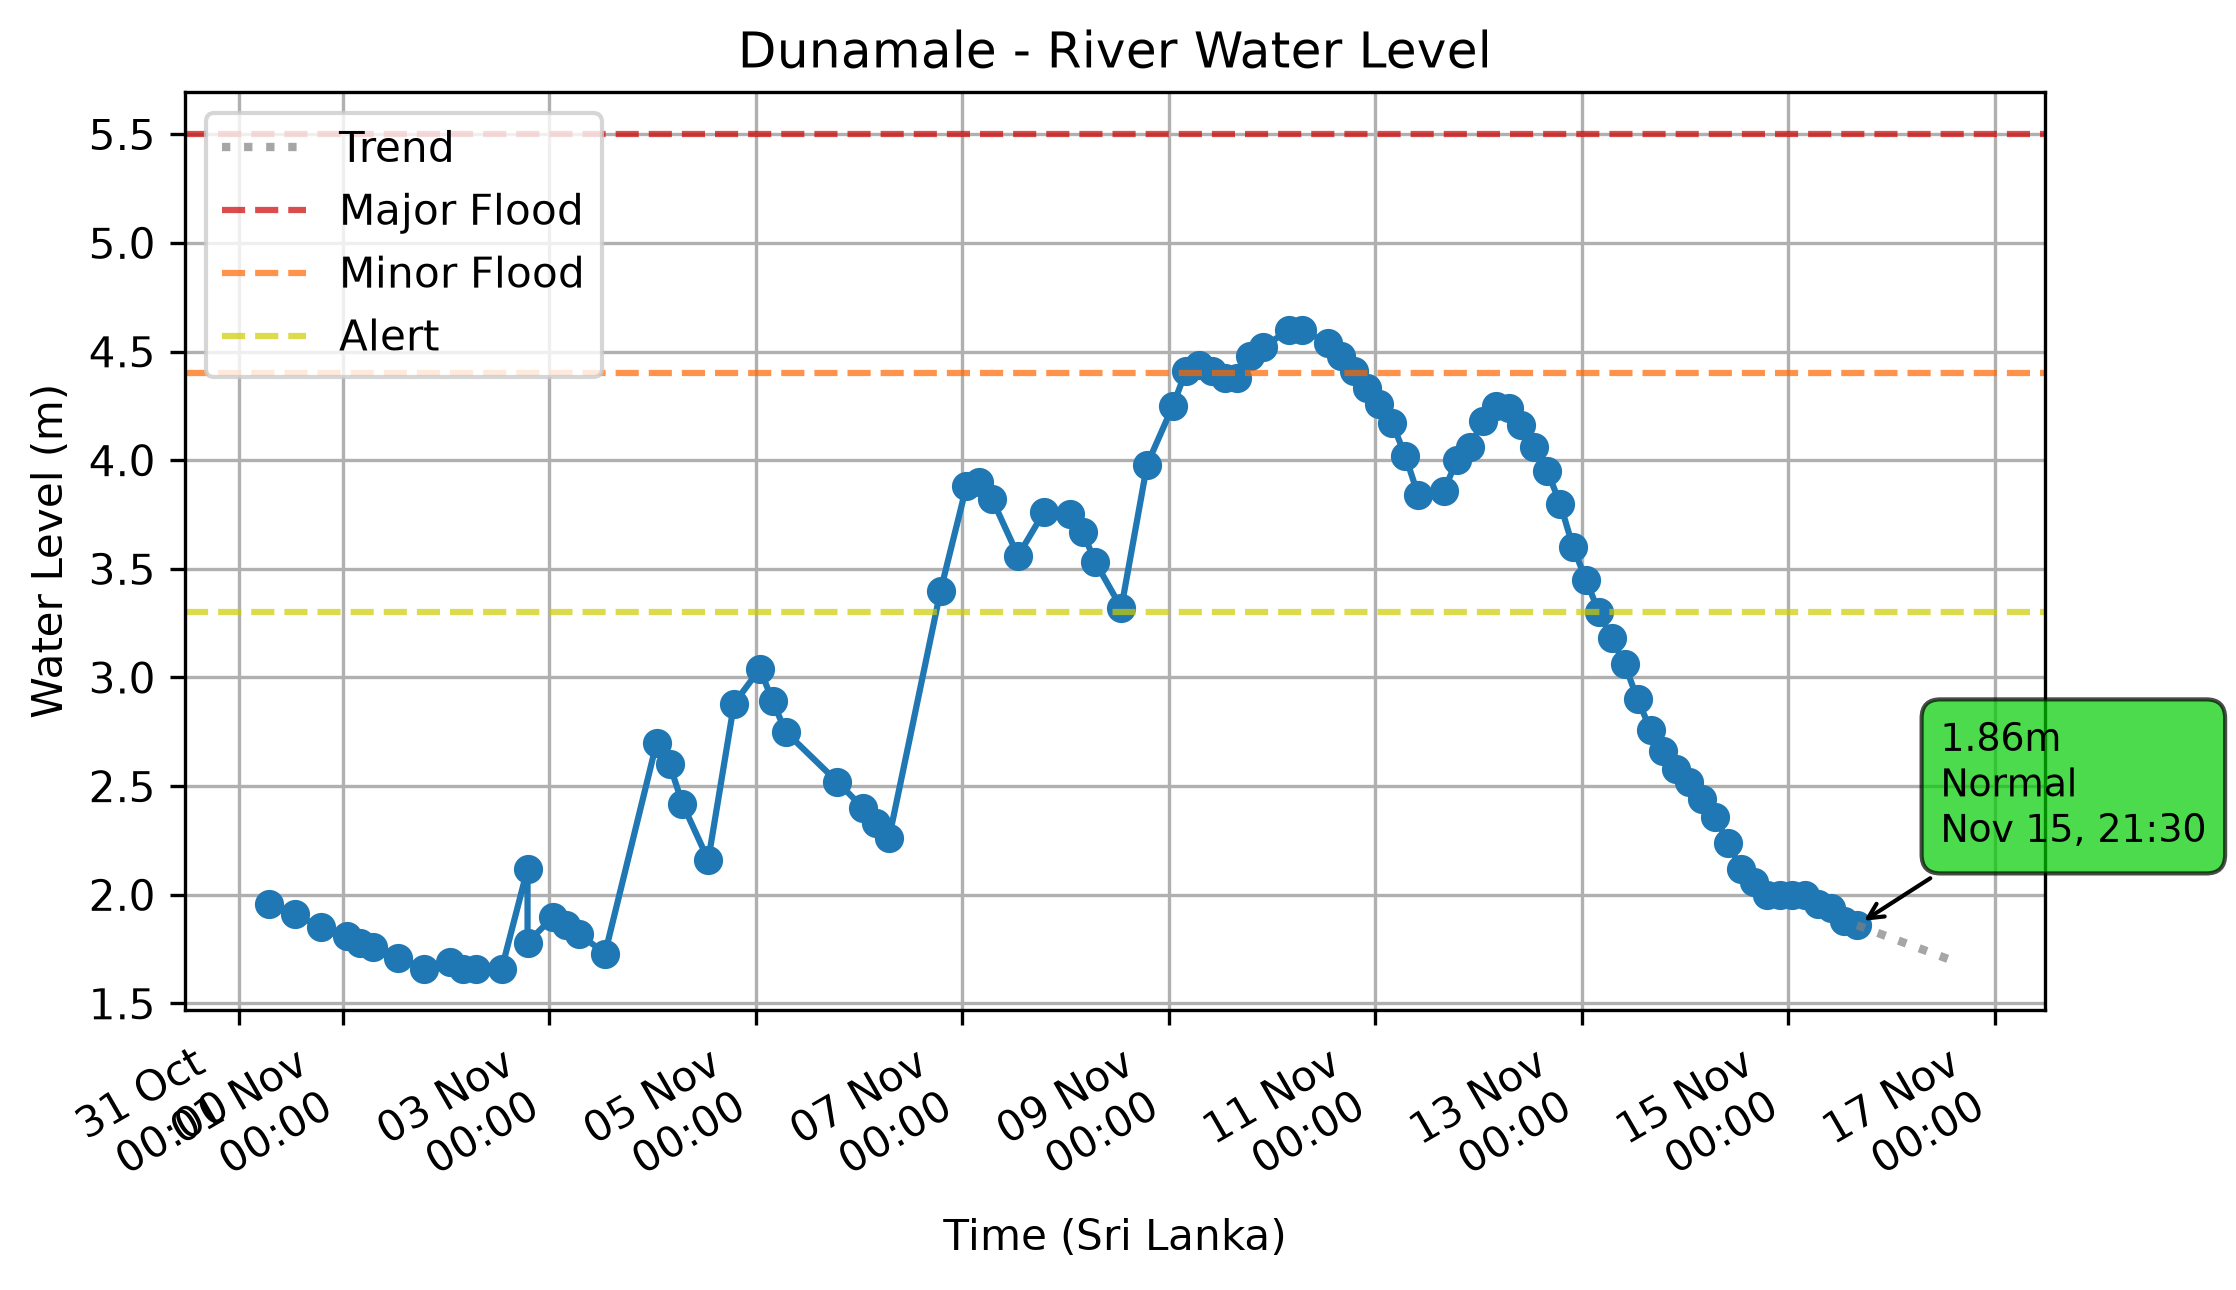 Dunamale - River Water Level
Trend
Major Flood
Minor Flood
Alert
5.5
5.0
4.5
4.0
3.5
3.0
2.5
2.0
1.5
Water Level (m)
1.86m
Normal
Nov 15, 21:30
31 Oct
00:00
01 Nov
00:00
03 Nov
00:00
05 Nov
00:00
07 Nov
00:00
09 Nov
00:00
11 Nov
00:00
13 Nov
00:00
15 Nov
00:00
17 Nov
00:00
Time (Sri Lanka)